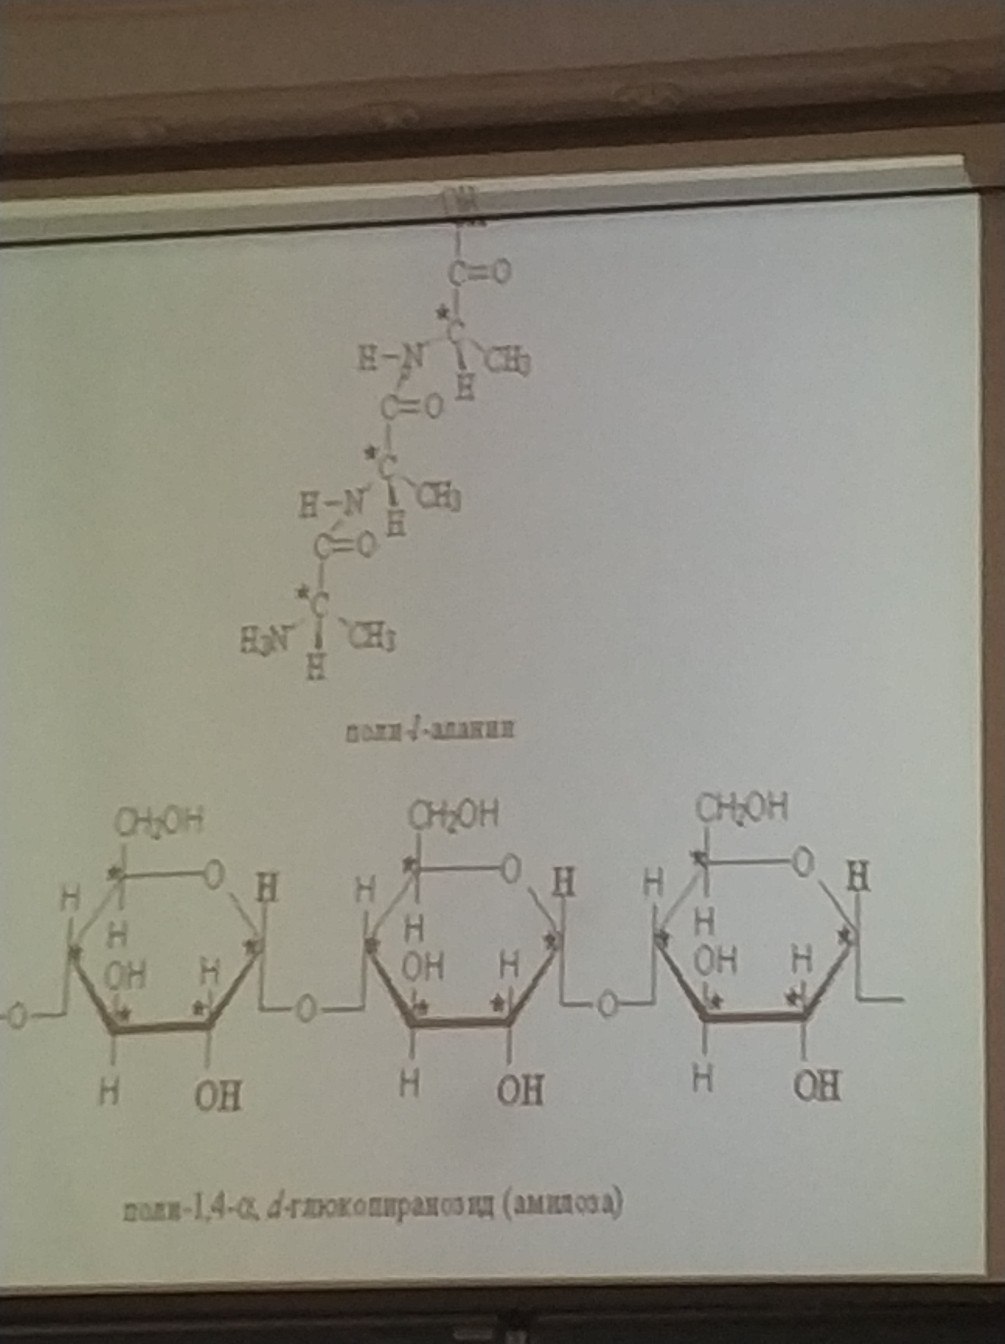 C=O
*
C
H-N
CH3
H
C=O
*
C
H-N
CH3
H
C=O
*
C
H3N
CH3
H
поли-l-аланин
CH2OH CH2OH CH2OH
* O H * O H * O H
H H H
H H H
* OH H * * OH H * * OH H *
O * * O * * O * *
H OH H OH H OH
поли-1,4-α, d-глюкопиранозид (амилоза)